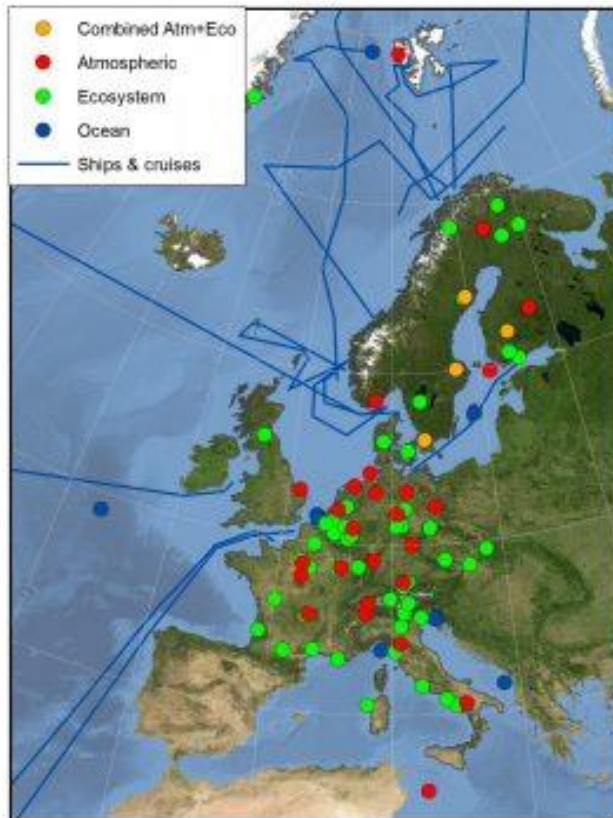 Combined Atm+Eco
Atmospheric
Ecosystem
Ocean
Ships & cruises